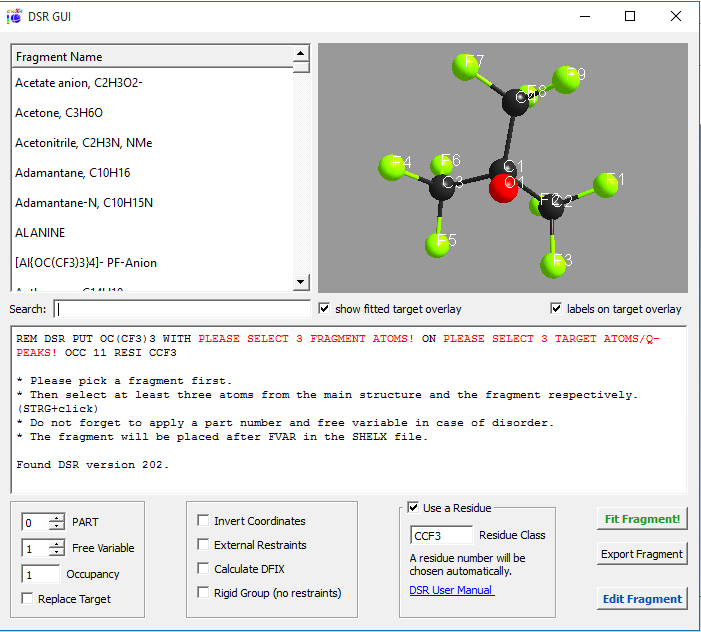 DSR GUI
Fragment Name
Acetate anion, C2H3O2-
Acetone, C3H6O
Acetonitrile, C2H3N, NMe
Adamantane, C10H16
Adamantane-N, C10H15N
ALANINE
[Al{OC(CF3)3}4]- PF-Anion
F7
F9
F8
C4
F6
F4
C1
C3
O1
F1
F2
C2
F5
F3
Search:
show fitted target overlay
labels on target overlay
REM DSR PUT OC(CF3)3 WITH PLEASE SELECT 3 FRAGMENT ATOMS! ON PLEASE SELECT 3 TARGET ATOMS/Q-
PEAKS! OCC 11 RESI CCF3
* Please pick a fragment first.
* Then select at least three atoms from the main structure and the fragment respectively.
(STRG+click)
* Do not forget to apply a part number and free variable in case of disorder.
* The fragment will be placed after FVAR in the SHELX file.
Found DSR version 202.
0 PART
1 Free Variable
1 Occupancy
Replace Target
Invert Coordinates
External Restraints
Calculate DFIX
Rigid Group (no restraints)
Use a Residue
CCF3 Residue Class
A residue number will be
chosen automatically.
DSR User Manual
Fit Fragment!
Export Fragment
Edit Fragment